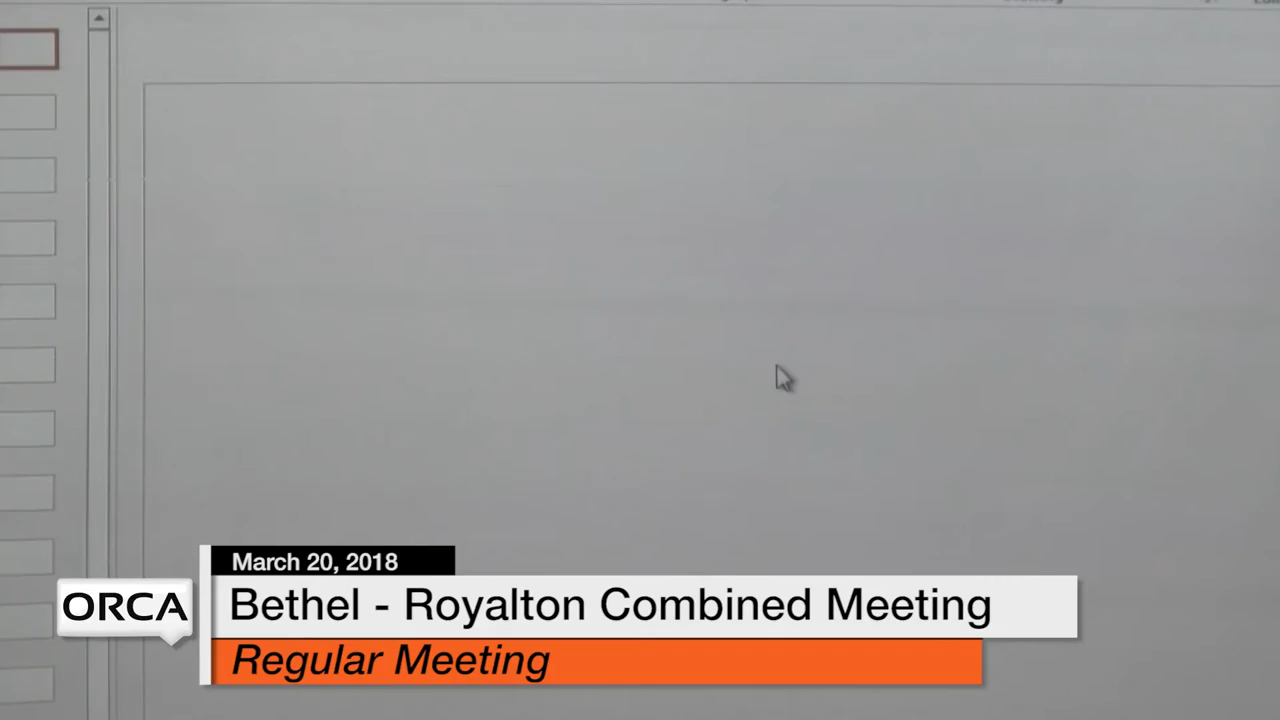 March 20, 2018
Bethel - Royalton Combined Meeting
ORCA
Regular Meeting